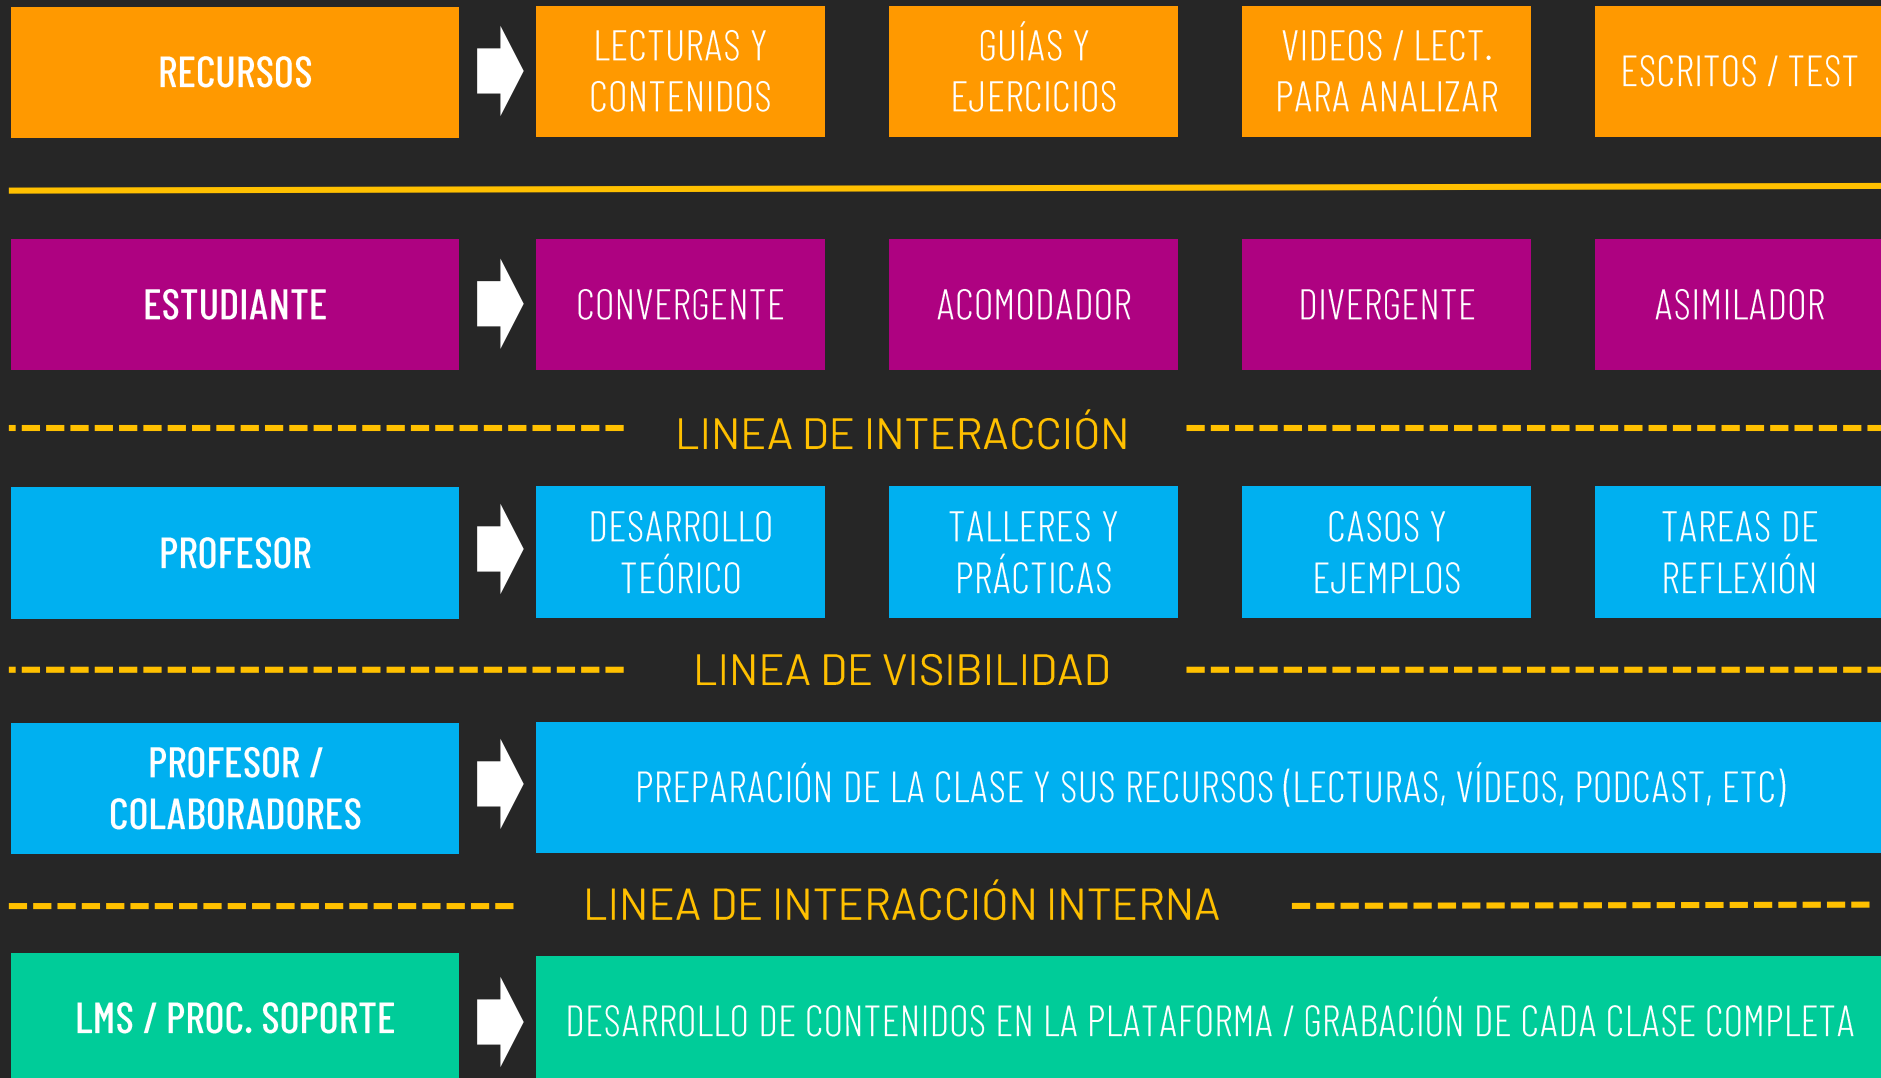 RECURSOS
LECTURAS Y
CONTENIDOS
GUÍAS Y
EJERCICIOS
VIDEOS / LECT.
PARA ANALIZAR
ESCRITOS / TEST
ESTUDIANTE
CONVERGENTE
ACOMODADOR
DIVERGENTE
ASIMILADOR
LINEA DE INTERACCIÓN
PROFESOR
DESARROLLO
TEÓRICO
TALLERES Y
PRÁCTICAS
CASOS Y
EJEMPLOS
TAREAS DE
REFLEXIÓN
LINEA DE VISIBILIDAD
PROFESOR /
COLABORADORES
PREPARACIÓN DE LA CLASE Y SUS RECURSOS (LECTURAS, VÍDEOS, PODCAST, ETC)
LINEA DE INTERACCIÓN INTERNA
LMS / PROC. SOPORTE
DESARROLLO DE CONTENIDOS EN LA PLATAFORMA / GRABACIÓN DE CADA CLASE COMPLETA